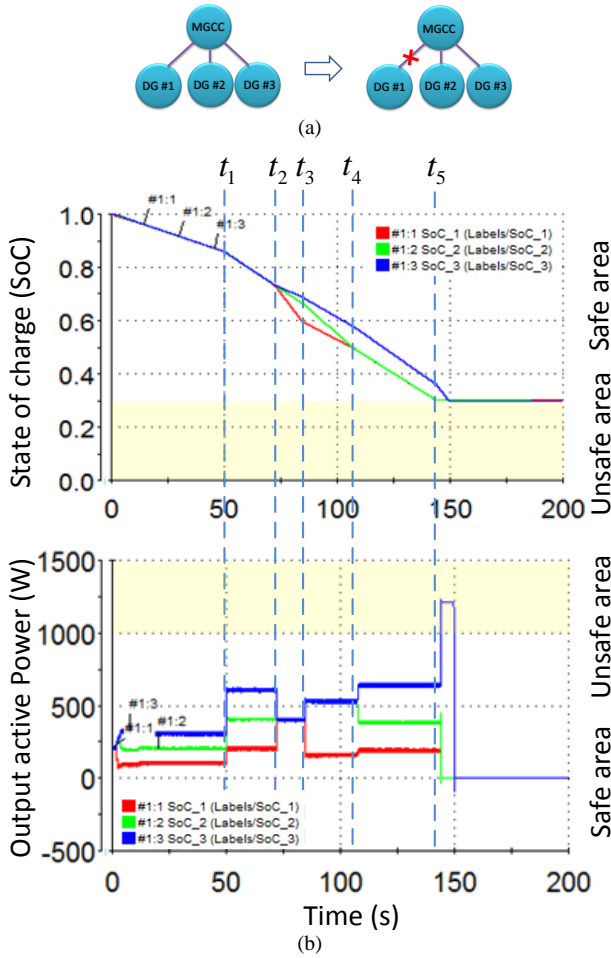 MGCC MGCC
DG #1 DG #2 DG #3 DG #1 DG #2 DG #3
(a)
t1 t2 t3 t4 t5
State of charge (SoC)
1.0
0.8
0.6
0.4
0.2
0.0
#1:1
#1:2
#1:3
#1:1 SoC_1 (Labels/SoC_1)
#1:2 SoC_2 (Labels/SoC_2)
#1:3 SoC_3 (Labels/SoC_3)
Safe area
Unsafe area
0 50 100 150 200
Output active Power (W)
1500
1000
500
0
-500
#1:3
#1:1
#1:2
#1:1 SoC_1 (Labels/SoC_1)
#1:2 SoC_2 (Labels/SoC_2)
#1:3 SoC_3 (Labels/SoC_3)
Unsafe area
Safe area
0 50 100 150 200
Time (s)
(b)